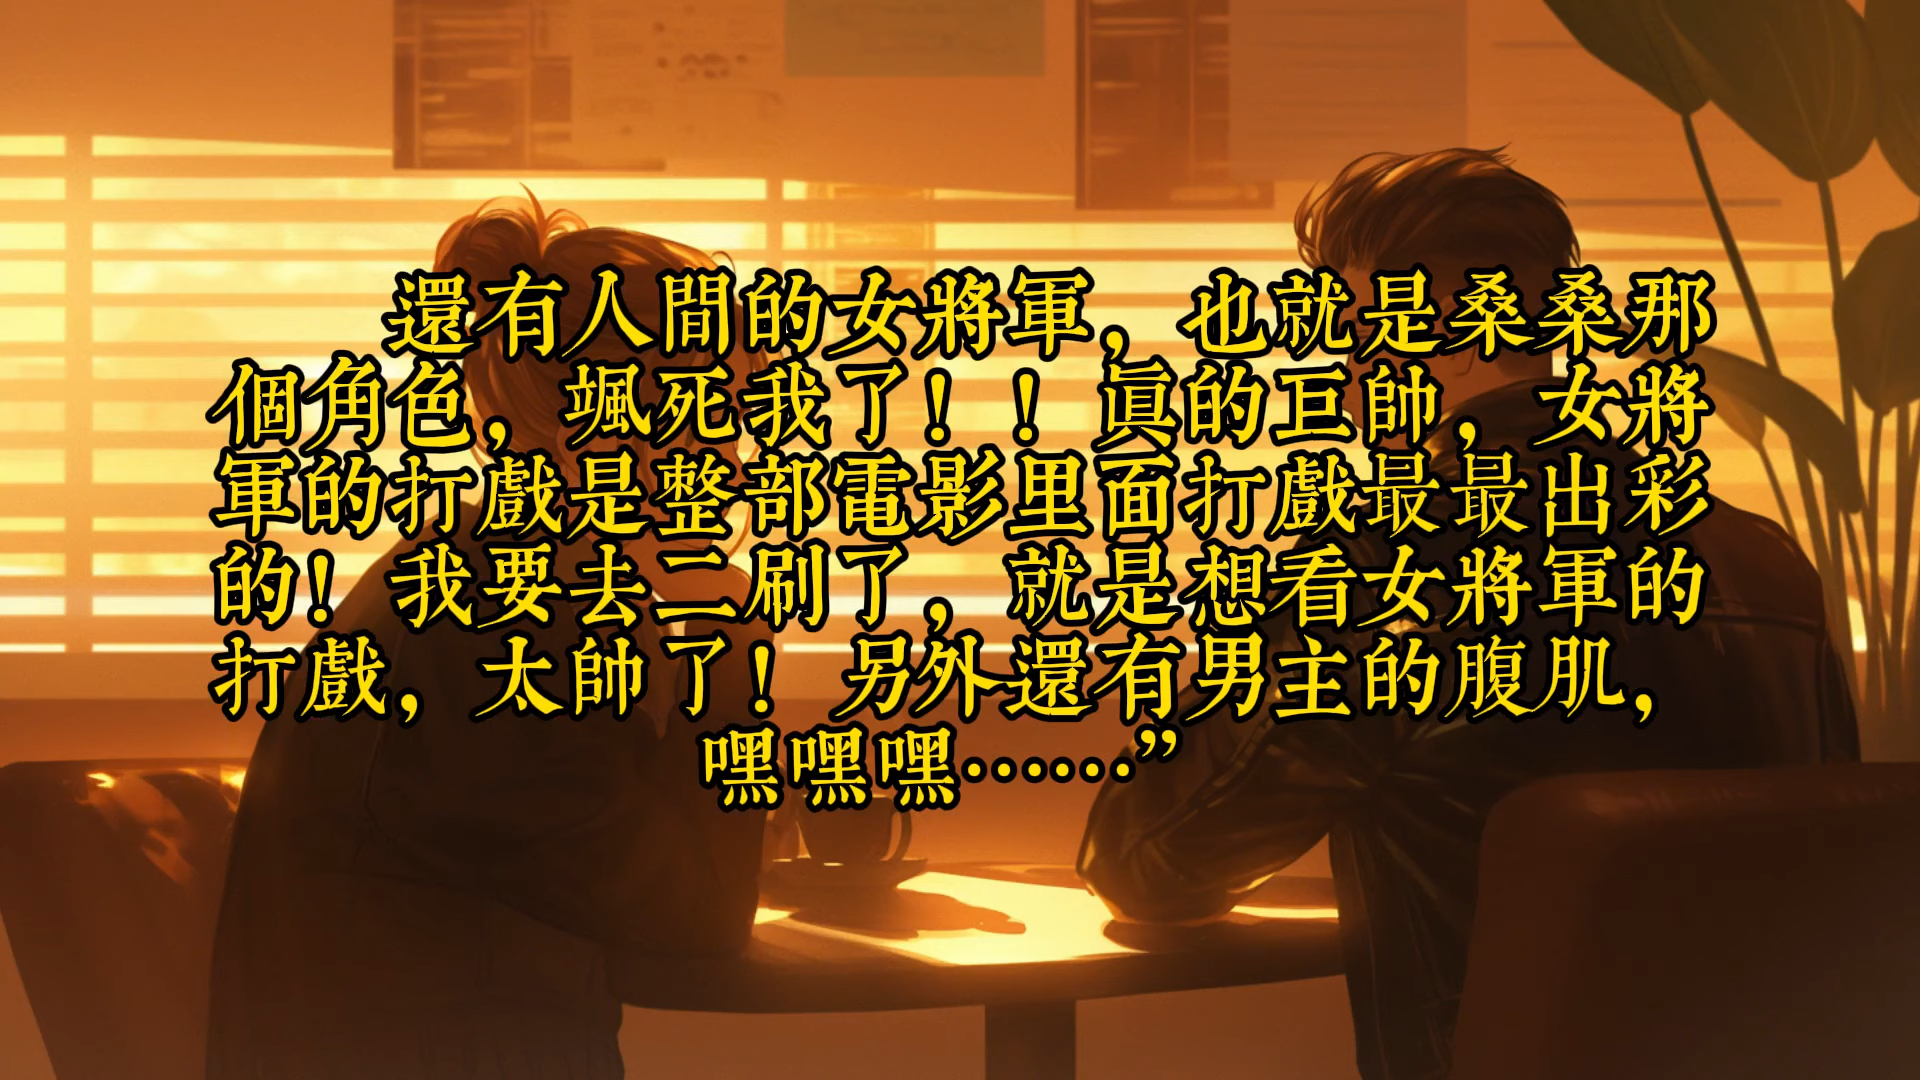 還有人間的女將軍，也就是桑桑那
個角色，颯死我了！！真的巨帥，女將
軍的打戲是整部電影里面打戲最最出彩
的！我要去二刷了，就是想看女將軍的
打戲，太帥了！另外還有男主的腹肌，
嘿嘿嘿……”